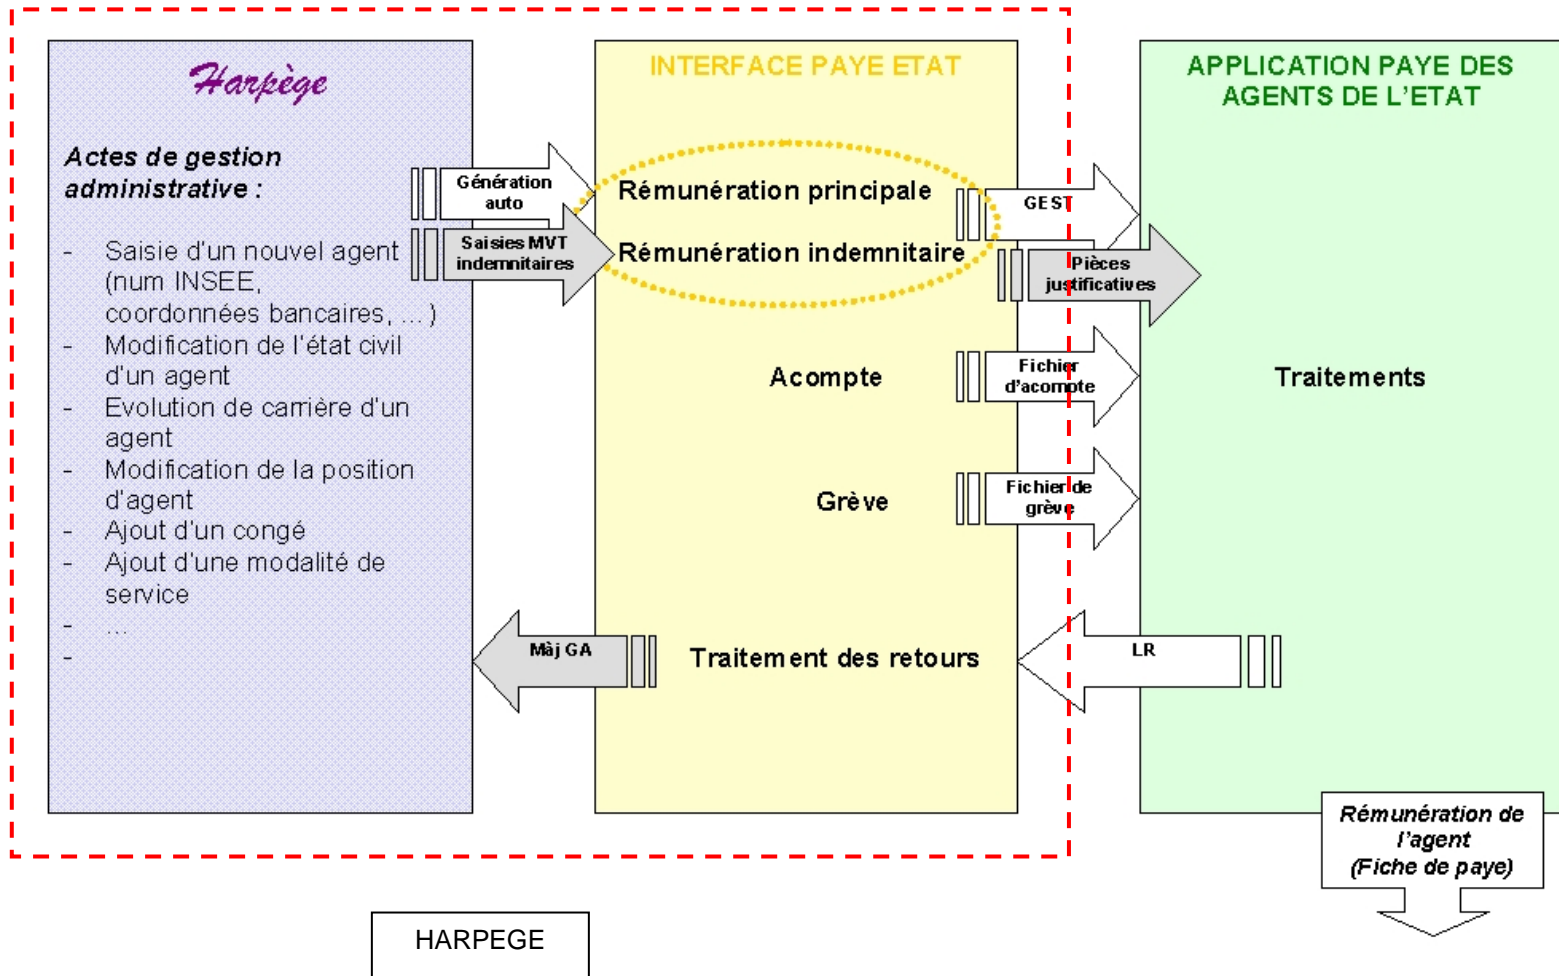 Harpège
Actes de gestion
administrative :
- Saisie d'un nouvel agent
(num INSEE,
coordonnées bancaires, ... )
- Modification de l'état civil
d'un agent
- Evolution de carrière d'un
agent
- Modification de la position
d'agent
- Ajout d'un congé
- Ajout d'une modalité de
service
- ...
-
Génération
auto
Saisies MVT
indemnitaires
Màj GA
INTERFACE PAYE ETAT
Rémunération principale
Rémunération indemnitaire
Acompte
Grève
Traitement des retours
GEST
Pièces
justificatives
Fichier
d'acompte
Fichier de
grève
LR
APPLICATION PAYE DES
AGENTS DE L'ETAT
Traitements
Rémunération de
l'agent
(Fiche de paye)
HARPEGE